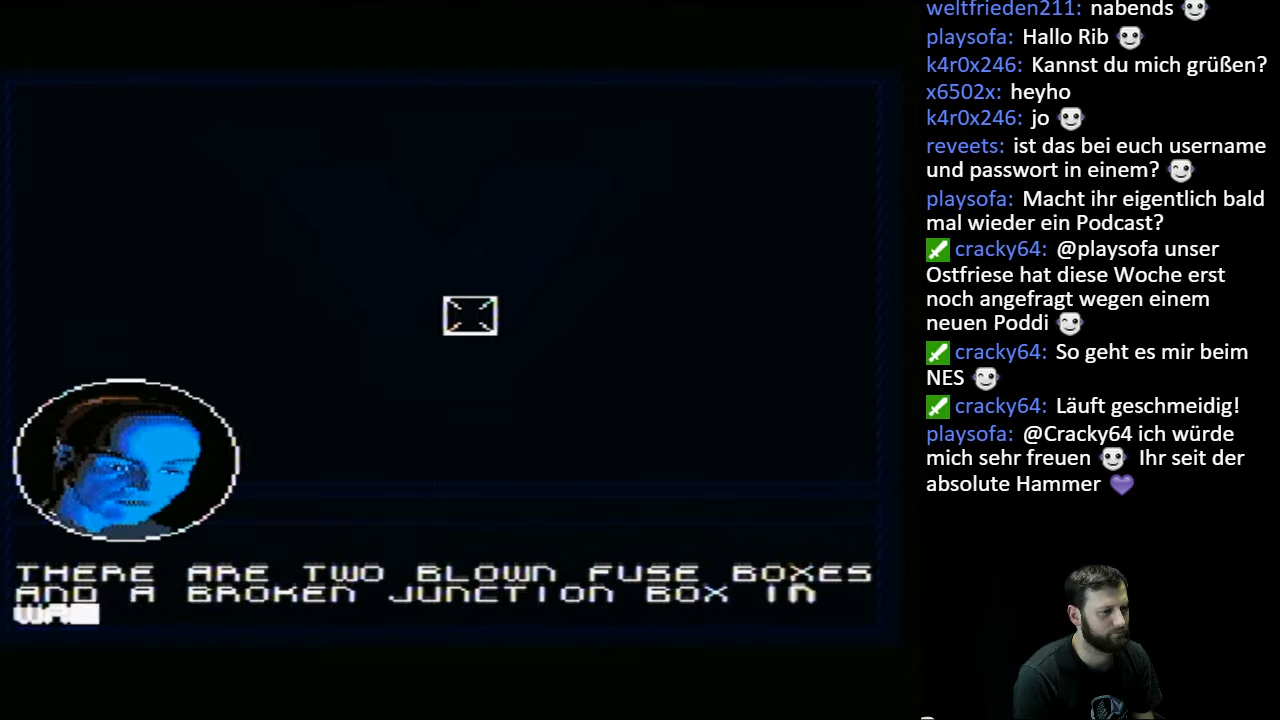 weltfrieden211: nabends
playsofa: Hallo Rib
k4r0x246: Kannst du mich grüßen?
x6502x: heyho
k4r0x246: jo
reveets: ist das bei euch username
und passwort in einem?
playsofa: Macht ihr eigentlich bald
mal wieder ein Podcast?
cracky64: @playsofa unser
Ostfriese hat diese Woche erst
noch angefragt wegen einem
neuen Poddi
cracky64: So geht es mir beim
NES
cracky64: Läuft geschmeidig!
playsofa: @Cracky64 ich würde
mich sehr freuen Ihr seit der
absolute Hammer
THERE ARE TWO BLOWN FUSE BOXES
AND A BROKEN JUNCTION BOX IN
WA